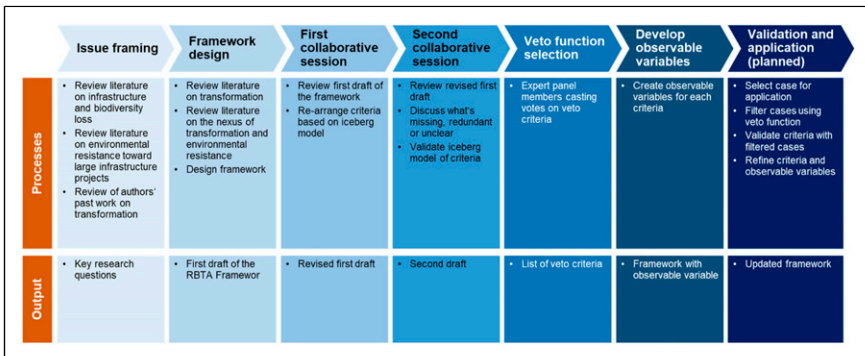 Issue framing
Framework
design
First
collaborative
session
Second
collaborative
session
Veto function
selection
Develop
observable
variables
Validation and
application
(planned)
Processes
• Review literature
on infrastructure
and biodiversity
loss
• Review literature
on environmental
resistance toward
large infrastructure
projects
• Review of authors'
past work on
transformation
• Review literature
on transformation
• Review literature
on the nexus of
transformation and
environmental
resistance
• Design framework
• Review first draft of
the framework
• Re-arrange criteria
based on iceberg
model
• Review revised first
draft
• Discuss what's
missing, redundant
or unclear
• Validate iceberg
model of criteria
• Expert panel
members casting
votes on veto
criteria
• Create observable
variables for each
criteria
• Select case for
application
• Filter cases using
veto function
• Validate criteria with
filtered cases
• Refine criteria and
observable variables
Output
• Key research
questions
• First draft of the
RBTA Framewor
• Revised first draft
• Second draft
• List of veto criteria
• Framework with
observable variable
• Updated framework